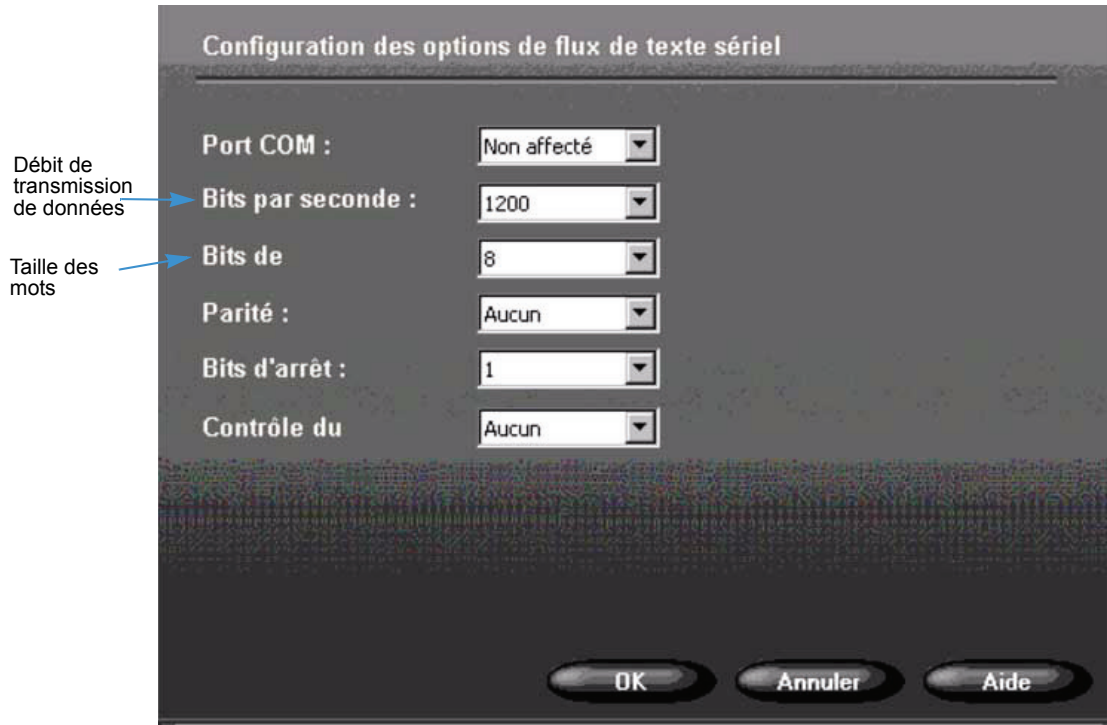 Configuration des options de flux de texte sériel
Port COM :
Non affecté
Débit de
transmission
de données
Bits par seconde :
1200
Taille des
mots
Bits de
8
Parité :
Aucun
Bits d'arrêt :
1
Contrôle du
Aucun
OK
Annuler
Aide